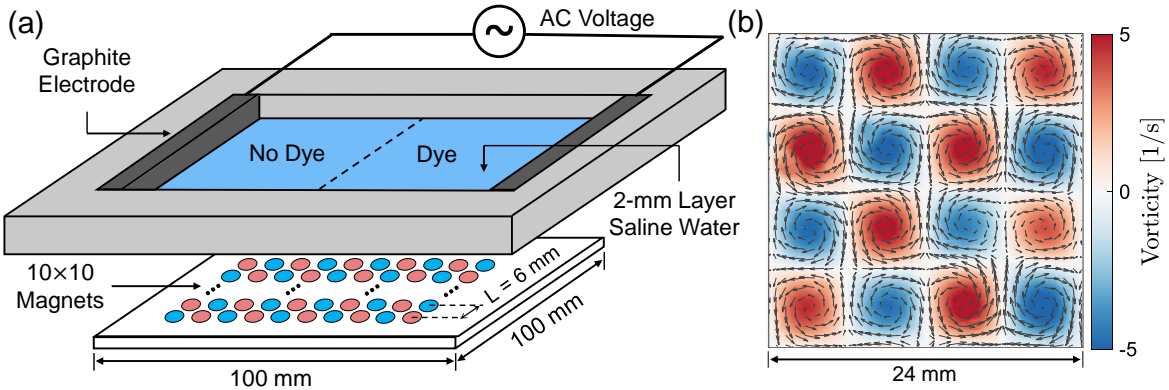 (a)
AC Voltage
~
Graphite
Electrode
No Dye
Dye
2-mm Layer
Saline Water
10×10
Magnets
L = 6 mm
100 mm
100 mm
(b)
5
0
-5
Vorticity [1/s]
24 mm